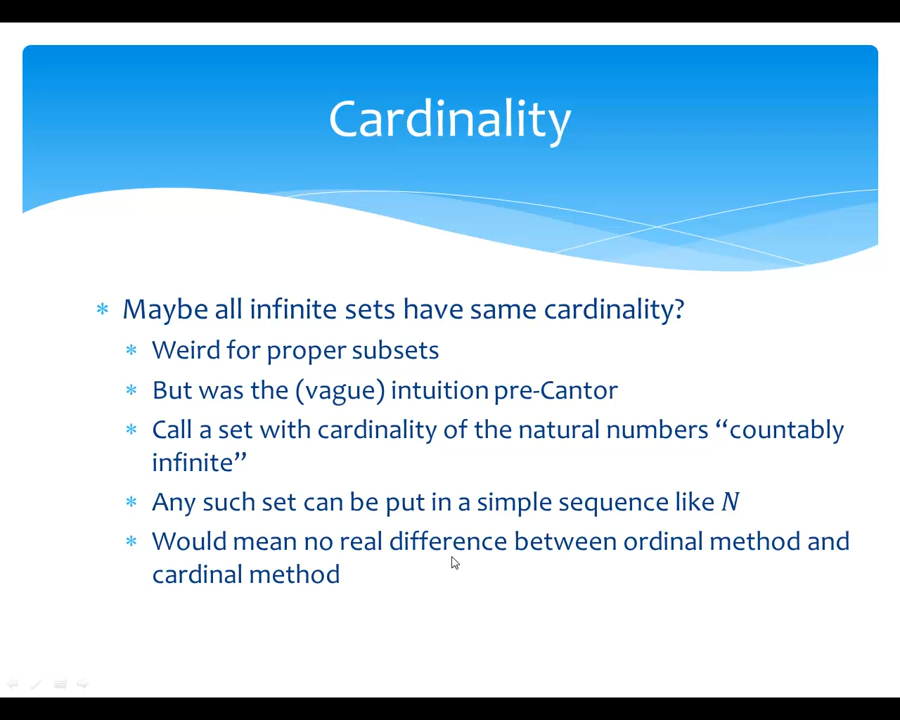 Cardinality
* Maybe all infinite sets have same cardinality?
* Weird for proper subsets
* But was the (vague) intuition pre-Cantor
* Call a set with cardinality of the natural numbers “countably
infinite”
* Any such set can be put in a simple sequence like N
* Would mean no real difference between ordinal method and
cardinal method